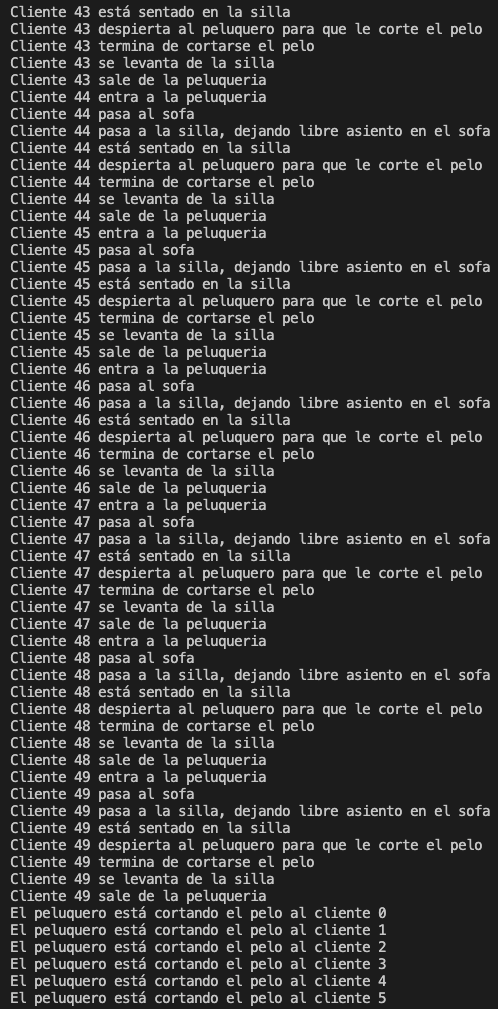 Cliente 43 está sentado en la silla
Cliente 43 despierta al peluquero para que le corte el pelo
Cliente 43 termina de cortarse el pelo
Cliente 43 se levanta de la silla
Cliente 43 sale de la peluqueria
Cliente 44 entra a la peluqueria
Cliente 44 pasa al sofa
Cliente 44 pasa a la silla, dejando libre asiento en el sofa
Cliente 44 está sentado en la silla
Cliente 44 despierta al peluquero para que le corte el pelo
Cliente 44 termina de cortarse el pelo
Cliente 44 se levanta de la silla
Cliente 44 sale de la peluqueria
Cliente 45 entra a la peluqueria
Cliente 45 pasa al sofa
Cliente 45 pasa a la silla, dejando libre asiento en el sofa
Cliente 45 está sentado en la silla
Cliente 45 despierta al peluquero para que le corte el pelo
Cliente 45 termina de cortarse el pelo
Cliente 45 se levanta de la silla
Cliente 45 sale de la peluqueria
Cliente 46 entra a la peluqueria
Cliente 46 pasa al sofa
Cliente 46 pasa a la silla, dejando libre asiento en el sofa
Cliente 46 está sentado en la silla
Cliente 46 despierta al peluquero para que le corte el pelo
Cliente 46 termina de cortarse el pelo
Cliente 46 se levanta de la silla
Cliente 46 sale de la peluqueria
Cliente 47 entra a la peluqueria
Cliente 47 pasa al sofa
Cliente 47 pasa a la silla, dejando libre asiento en el sofa
Cliente 47 está sentado en la silla
Cliente 47 despierta al peluquero para que le corte el pelo
Cliente 47 termina de cortarse el pelo
Cliente 47 se levanta de la silla
Cliente 47 sale de la peluqueria
Cliente 48 entra a la peluqueria
Cliente 48 pasa al sofa
Cliente 48 pasa a la silla, dejando libre asiento en el sofa
Cliente 48 está sentado en la silla
Cliente 48 despierta al peluquero para que le corte el pelo
Cliente 48 termina de cortarse el pelo
Cliente 48 se levanta de la silla
Cliente 48 sale de la peluqueria
Cliente 49 entra a la peluqueria
Cliente 49 pasa al sofa
Cliente 49 pasa a la silla, dejando libre asiento en el sofa
Cliente 49 está sentado en la silla
Cliente 49 despierta al peluquero para que le corte el pelo
Cliente 49 termina de cortarse el pelo
Cliente 49 se levanta de la silla
Cliente 49 sale de la peluqueria
El peluquero está cortando el pelo al cliente 0
El peluquero está cortando el pelo al cliente 1
El peluquero está cortando el pelo al cliente 2
El peluquero está cortando el pelo al cliente 3
El peluquero está cortando el pelo al cliente 4
El peluquero está cortando el pelo al cliente 5